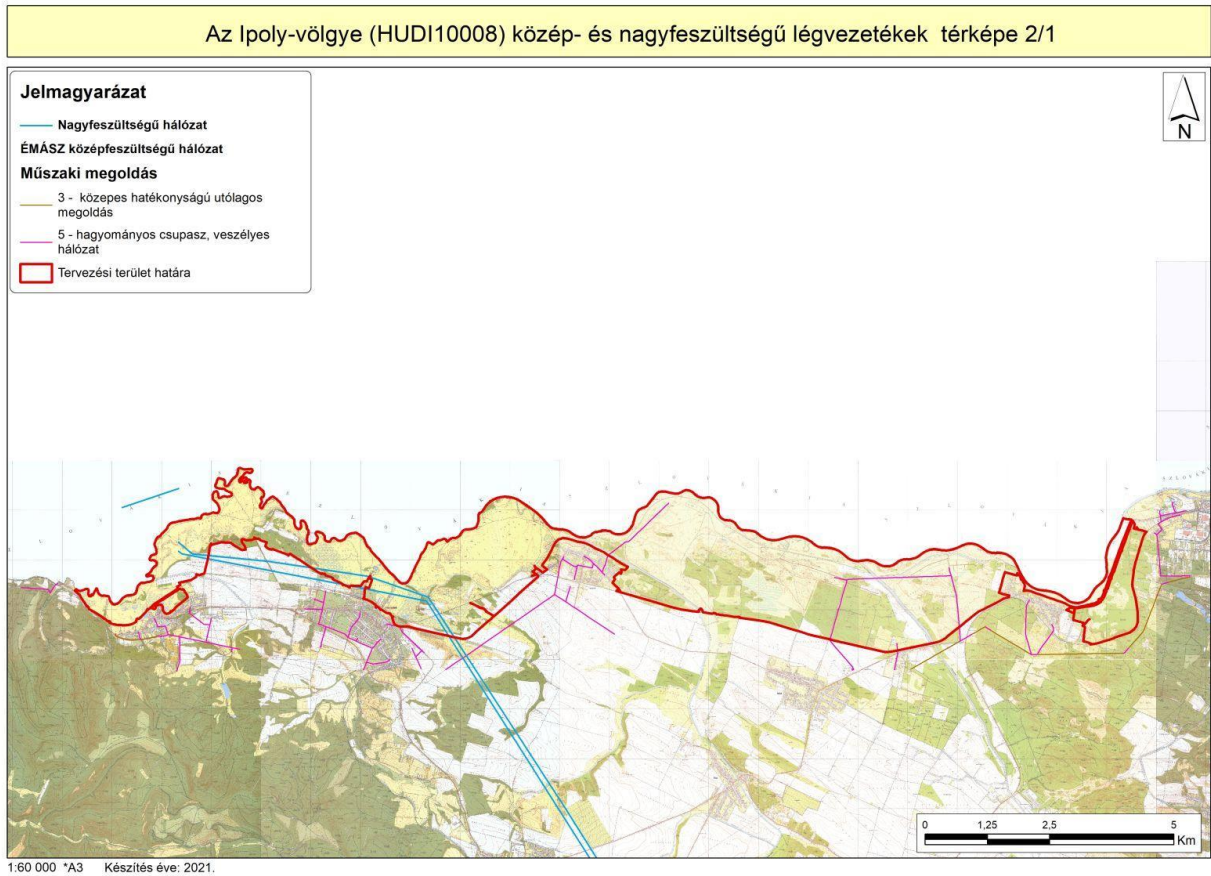 Az Ipoly-völgye (HUDI10008) közép- és nagyfeszültségű légvezetékek térképe 2/1
Jelmagyarázat
Nagyfeszültségű hálózat
ÉMÁSZ középfeszültségű hálózat
Műszaki megoldás
3 - közepes hatékonyságú utólagos
megoldás
5 - hagyományos csupasz, veszélyes
hálózat
Tervezési terület határa
N
0 1,25 2,5 5
Km
1:60 000 *A3 Készítés éve: 2021.